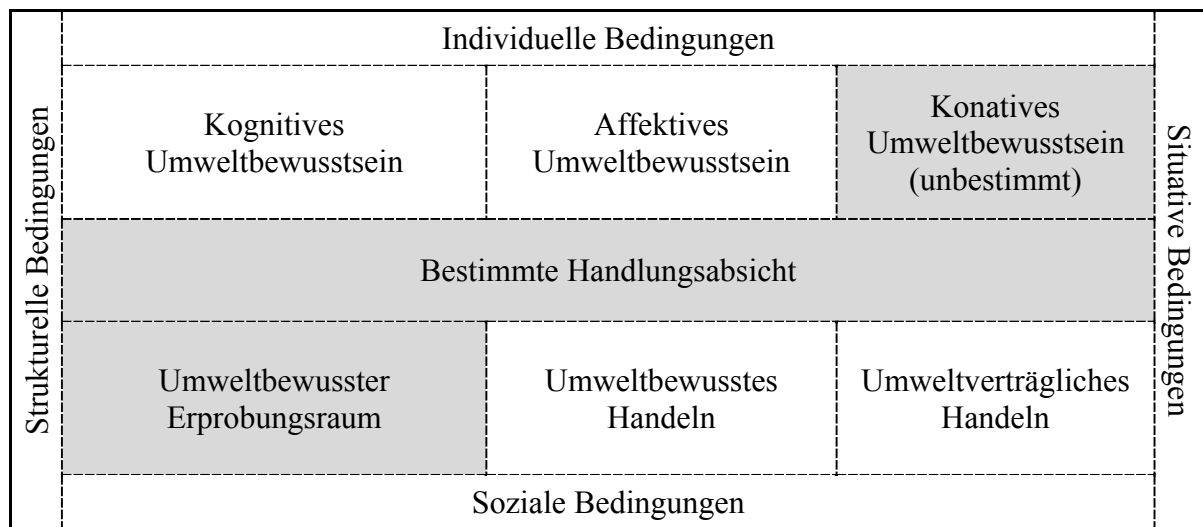 Individuelle Bedingungen
Strukturelle Bedingungen
Kognitives
Umweltbewusstsein
Affektives
Umweltbewusstsein
Konatives
Umweltbewusstsein
(unbestimmt)
Situative Bedingungen
Bestimmte Handlungsabsicht
Umweltbewusster
Erprobungsraum
Umweltbewusstes
Handeln
Umweltverträgliches
Handeln
Soziale Bedingungen